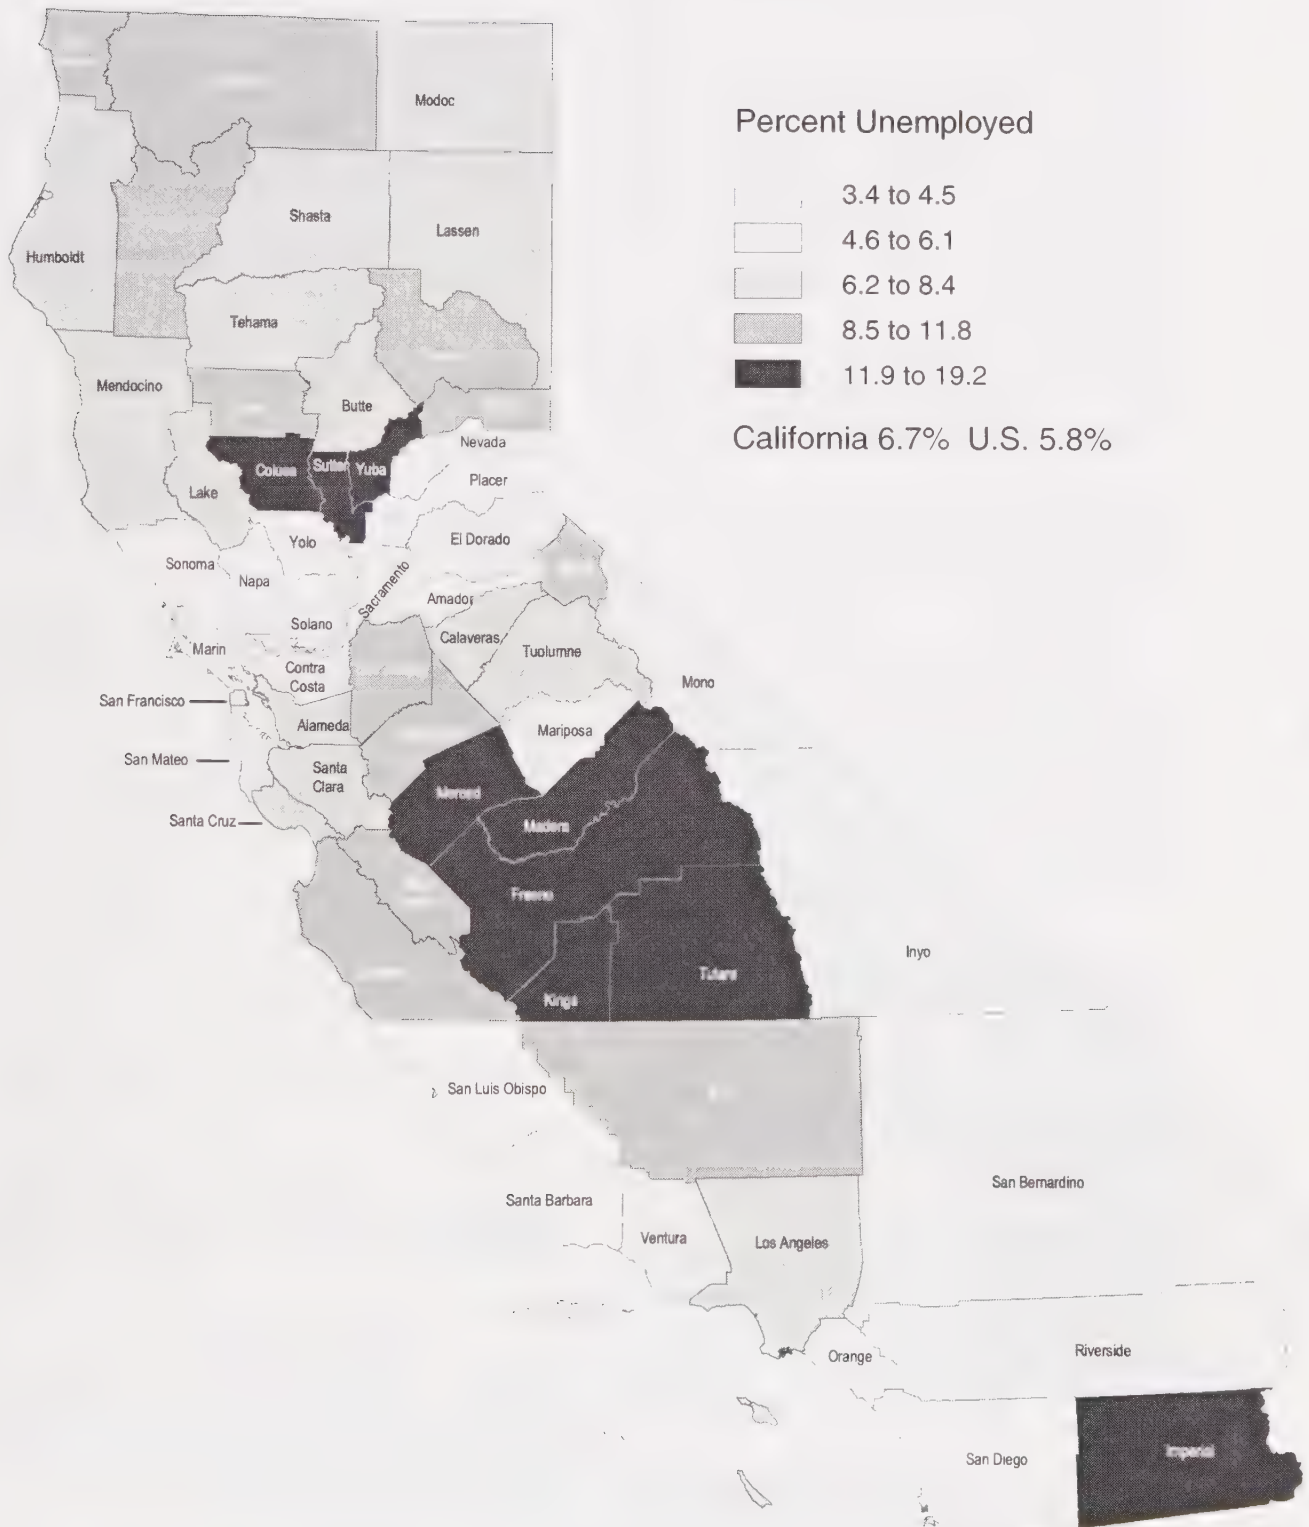 Modoc
Percent Unemployed
3.4 to 4.5
4.6 to 6.1
6.2 to 8.4
8.5 to 11.8
11.9 to 19.2
California 6.7% U.S. 5.8%
Shasta
Lassen
Humboldt
Tehama
Mendocino
Butte
Nevada
Colusa
Sutter
Yuba
Placer
Lake
Yolo
El Dorado
Sonoma
Napa
Sacramento
Amador
Solano
Calaveras
Marin
Tuolumne
Contra
Costa
Mono
San Francisco
Alameda
Mariposa
San Mateo
Santa
Clara
Merced
Santa Cruz
Madera
Fresno
Inyo
Tulare
Kings
San Luis Obispo
San Bernardino
Santa Barbara
Ventura
Los Angeles
Orange
Riverside
San Diego
Imperial